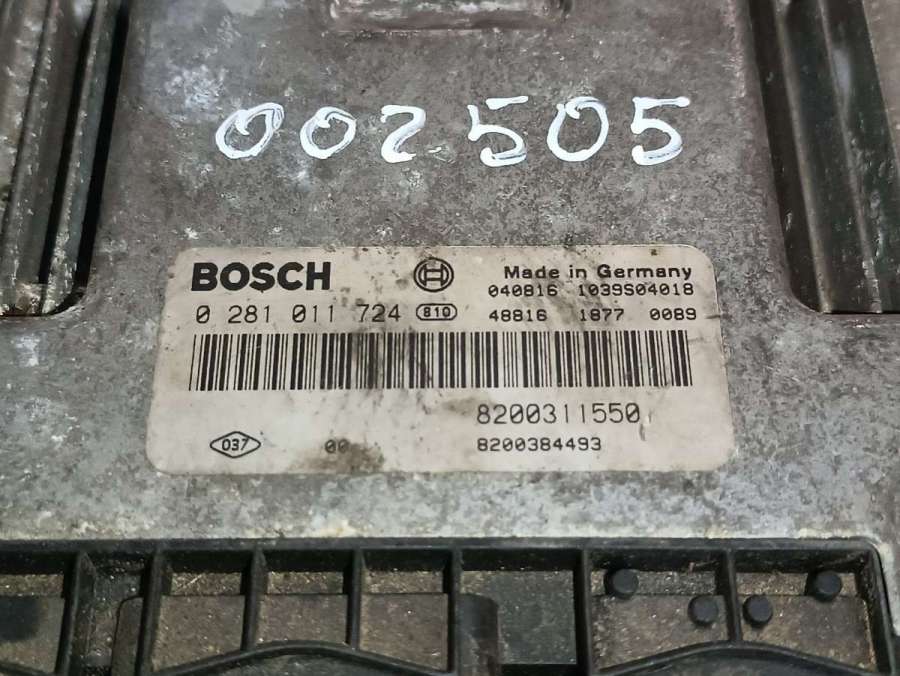 002505
BOSCH Made in Germany
040816 1039S04018
0 281 011 724 810 48816 1877 0089
8200311550
037 00 8200384493